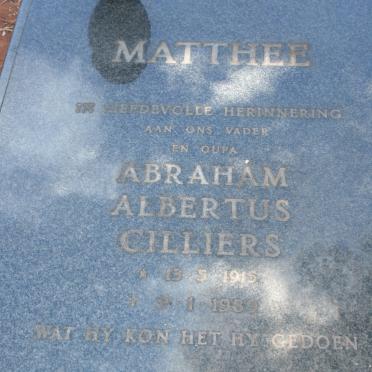 MATTHEE
IN LIEFDEVOLLE HERINNERING
AAN ONS VADER
EN OUPA
ABRAHAM
ALBERTUS
CILLIERS
* 13 5 1915
WAT HY KON HET HY GEDOEN